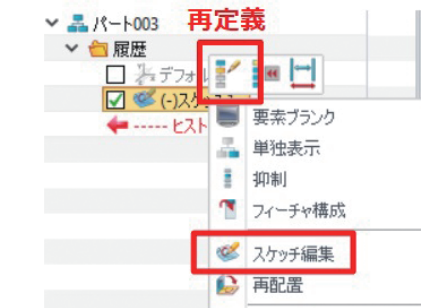 パート003
再定義
履歴
デフォル
(-)スケッ
----- ヒスト
要素ブランク
単独表示
抑制
フィーチャ構成
スケッチ編集
再配置